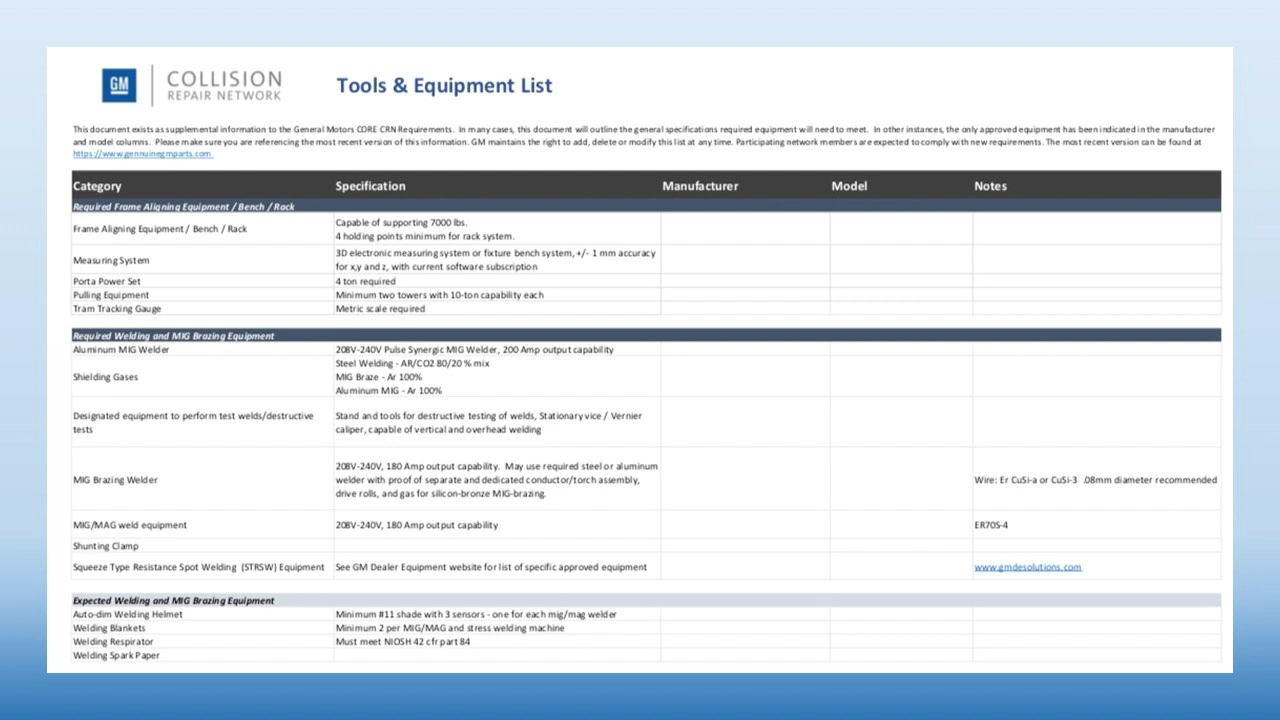 GM
COLLISION
REPAIR NETWORK
Tools & Equipment List
This document exists as supplemental information to the General Motors CORE CRN Requirements. In many cases, this document will outline the general specifications required equipment will need to meet. In other instances, the only approved equipment has been indicated in the manufacturer
and model columns. Please make sure you are referencing the most recent version of this information. GM maintains the right to add, delete or modify this list at any time. Participating network members are expected to comply with new requirements. The most recent version can be found at
https://www.gennuinegmparts.com
Category Specification Manufacturer Model Notes
Required Frame Aligning Equipment / Bench / Rack
Frame Aligning Equipment / Bench / Rack
Capable of supporting 7000 lbs.
4 holding points minimum for rack system.
Measuring System
3D electronic measuring system or fixture bench system, +/- 1 mm accuracy
for x,y and z, with current software subscription
Porta Power Set 4 ton required
Pulling Equipment Minimum two towers with 10-ton capability each
Tram Tracking Gauge Metric scale required
Required Welding and MIG Brazing Equipment
Aluminum MIG Welder 208V-240V Pulse Synergic MIG Welder, 200 Amp output capability
Shielding Gases
Steel Welding - AR/CO2 80/20 % mix
MIG Braze - Ar 100%
Aluminum MIG - Ar 100%
Designated equipment to perform test welds/destructive
tests
Stand and tools for destructive testing of welds, Stationary vice / Vernier
caliper, capable of vertical and overhead welding
MIG Brazing Welder
208V-240V, 180 Amp output capability. May use required steel or aluminum
welder with proof of separate and dedicated conductor/torch assembly,
drive rolls, and gas for silicon-bronze MIG-brazing.
Wire: Er CuSi-a or CuSi-3 .08mm diameter recommended
MIG/MAG weld equipment 208V-240V, 180 Amp output capability ER70S-4
Shunting Clamp
Squeeze Type Resistance Spot Welding (STRSW) Equipment See GM Dealer Equipment website for list of specific approved equipment www.gmdesolutions.com
Expected Welding and MIG Brazing Equipment
Auto-dim Welding Helmet Minimum #11 shade with 3 sensors - one for each mig/mag welder
Welding Blankets Minimum 2 per MIG/MAG and stress welding machine
Welding Respirator Must meet NIOSH 42 cfr part 84
Welding Spark Paper